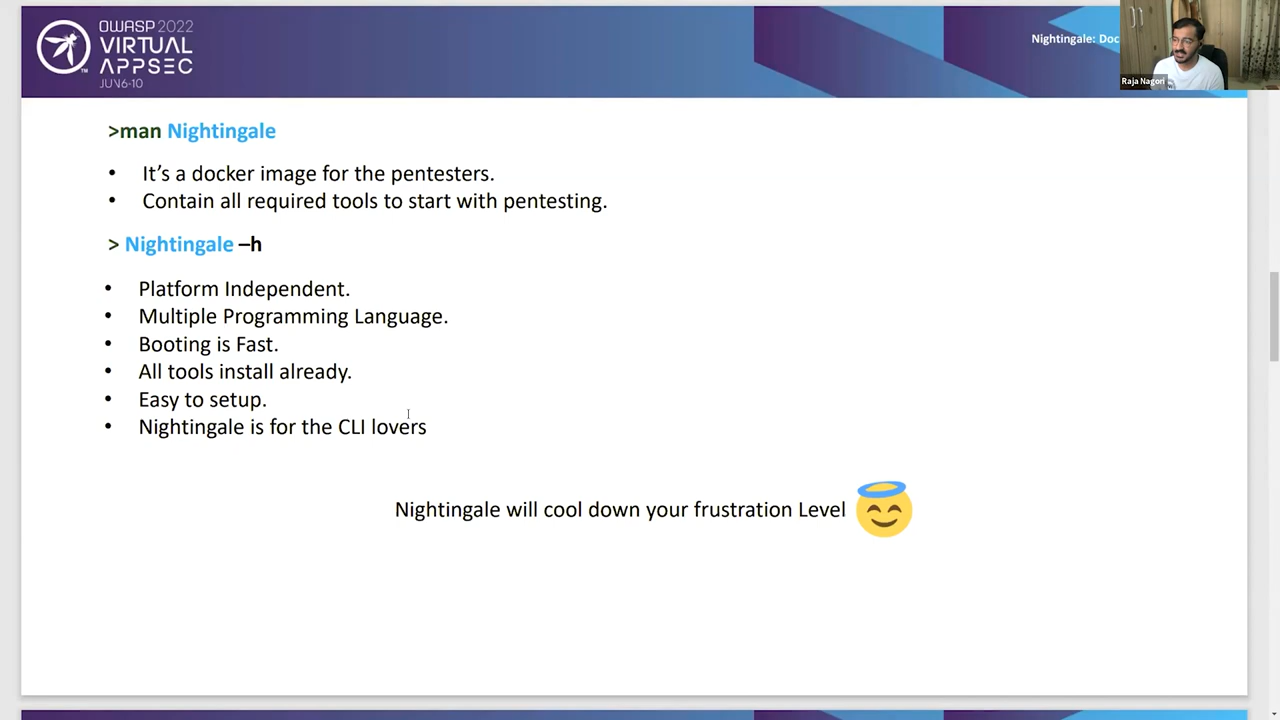 OWASP 2022
VIRTUAL
APPSEC
JUN 6-10
Nightingale: Doc
Raja Nagori
>man Nightingale
• It’s a docker image for the pentesters.
• Contain all required tools to start with pentesting.
> Nightingale –h
• Platform Independent.
• Multiple Programming Language.
• Booting is Fast.
• All tools install already.
• Easy to setup.
• Nightingale is for the CLI lovers
Nightingale will cool down your frustration Level